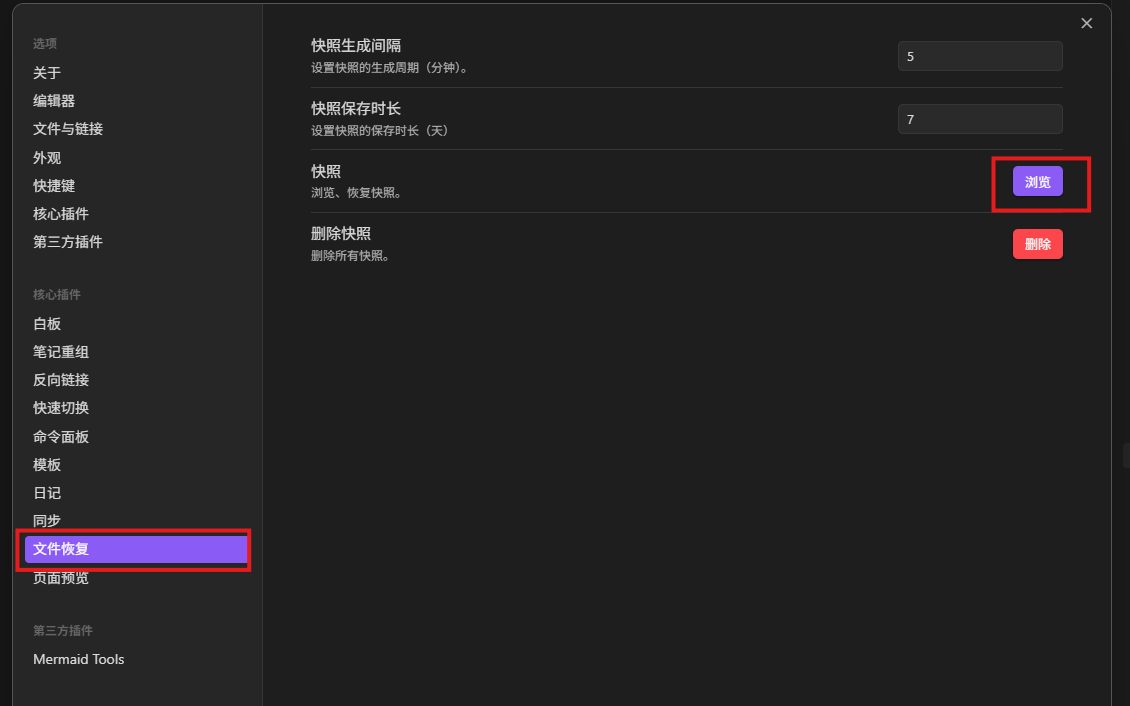 选项
关于
编辑器
文件与链接
外观
快捷键
核心插件
第三方插件
核心插件
白板
笔记重组
反向链接
快速切换
命令面板
模板
日记
同步
文件恢复
页面预览
第三方插件
Mermaid Tools
快照生成间隔
设置快照的生成周期（分钟）。
5
快照保存时长
设置快照的保存时长（天）
7
快照
浏览、恢复快照。
浏览
删除快照
删除所有快照。
删除